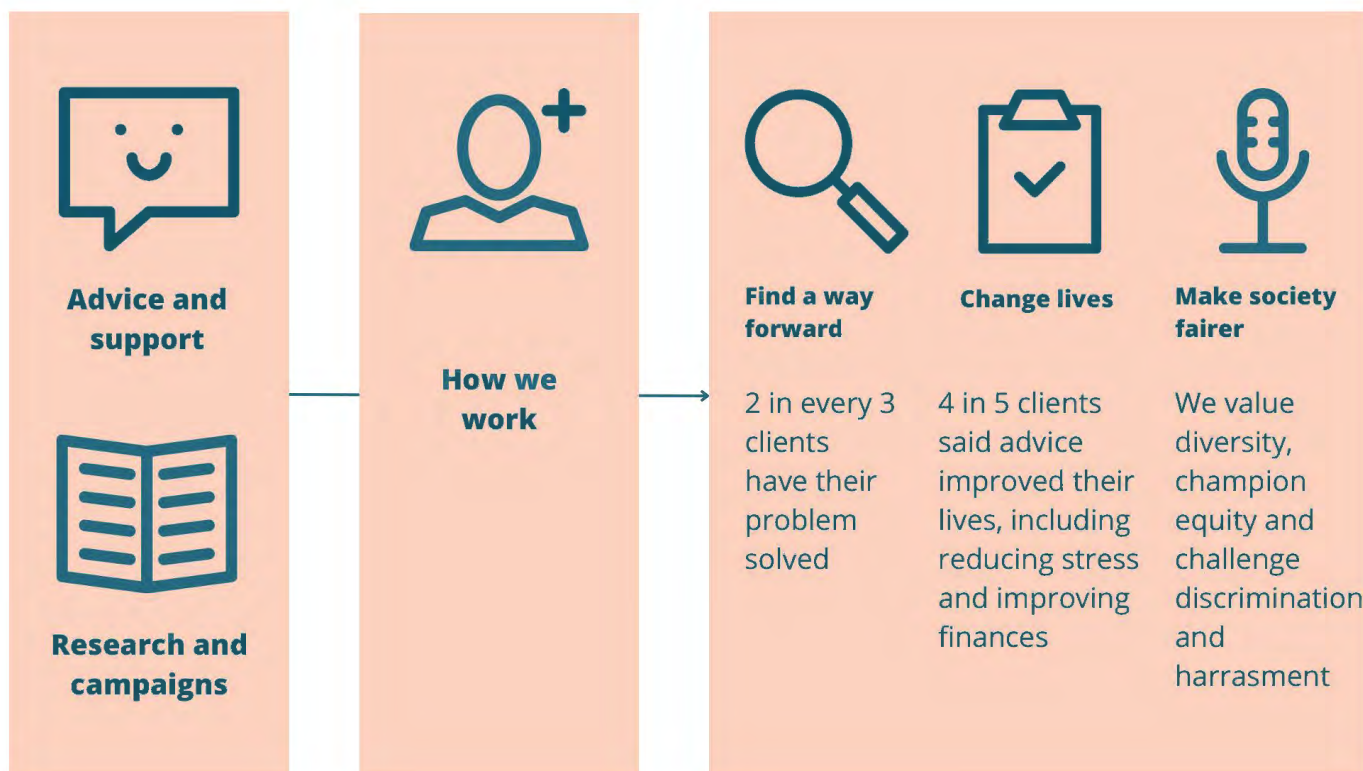 Advice and
support
Research and
campaigns
How we
work
Find a way
forward
2 in every 3
clients
have their
problem
solved
Change lives
4 in 5 clients
said advice
improved their
lives, including
reducing stress
and improving
finances
Make society
fairer
We value
diversity,
champion
equity and
challenge
discrimination
and
harrasment